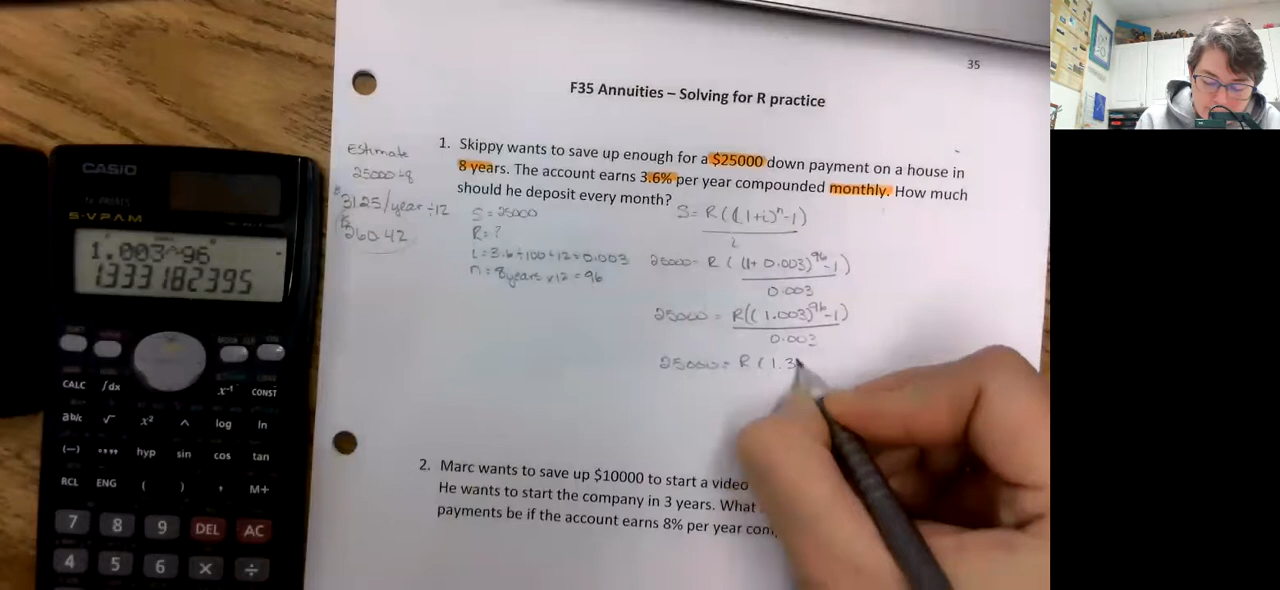 35
F35 Annuities – Solving for R practice
1. Skippy wants to save up enough for a $25000 down payment on a house in
8 years. The account earns 3.6% per year compounded monthly. How much
should he deposit every month?
Estimate
25000÷8
$3125/year ÷12
$260.42
S = 25000
R = ?
i = 3.6÷100÷12 = 0.003
n = 8 years x 12 = 96
S = R((1+i)^n -1)
i
25000 = R ((1+ 0.003)^96 -1)
0.003
25000 = R((1.003)^96 -1)
0.003
25000 = R (1.3
2. Marc wants to save up $10000 to start a video
He wants to start the company in 3 years. What
payments be if the account earns 8% per year com
CASIO
S-V.P.A.M.
1.003^96
1.333182395
CALC ∫dx x⁻¹ CONST
ab/c √ x² ^ log ln
(−) °’” hyp sin cos tan
RCL ENG ( ) , M+
7 8 9 DEL AC
4 5 6 × ÷